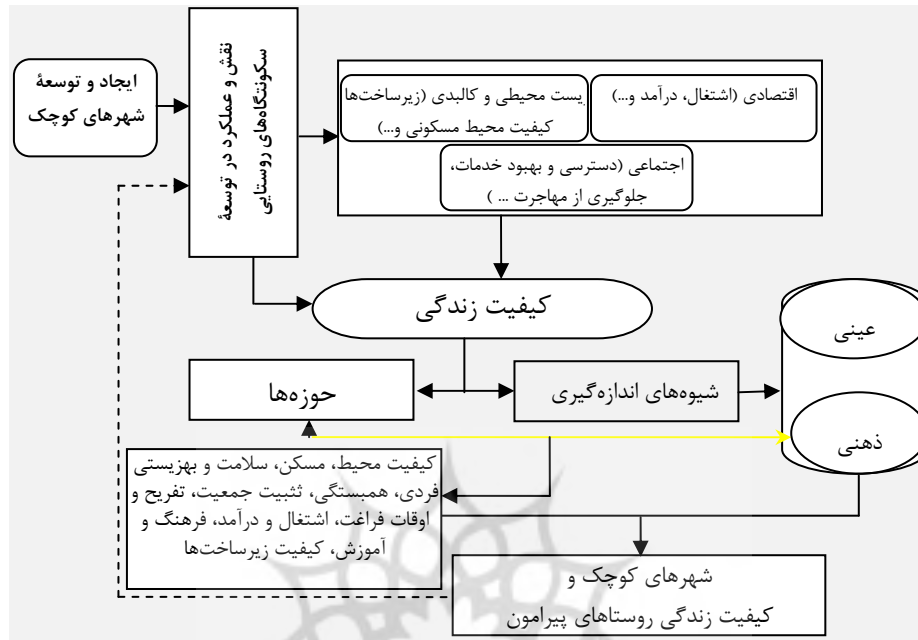 ایجاد و توسعهٔ
شهرهای کوچک
نقش و عملکرد در توسعهٔ
سکونتگاه‌های روستایی
اقتصادی (اشتغال، درآمد و...)
یست محیطی و کالبدی (زیرساخت‌ها
کیفیت محیط مسکونی و...)
اجتماعی (دسترسی و بهبود خدمات،
جلوگیری از مهاجرت ... )
کیفیت زندگی
حوزه‌ها
شیوه‌های اندازه‌گیری
عینی
ذهنی
کیفیت محیط، مسکن، سلامت و بهزیستی
فردی، همبستگی، تثبیت جمعیت، تفریح و
اوقات فراغت، اشتغال و درآمد، فرهنگ و
آموزش، کیفیت زیرساخت‌ها
شهرهای کوچک و
کیفیت زندگی روستاهای پیرامون